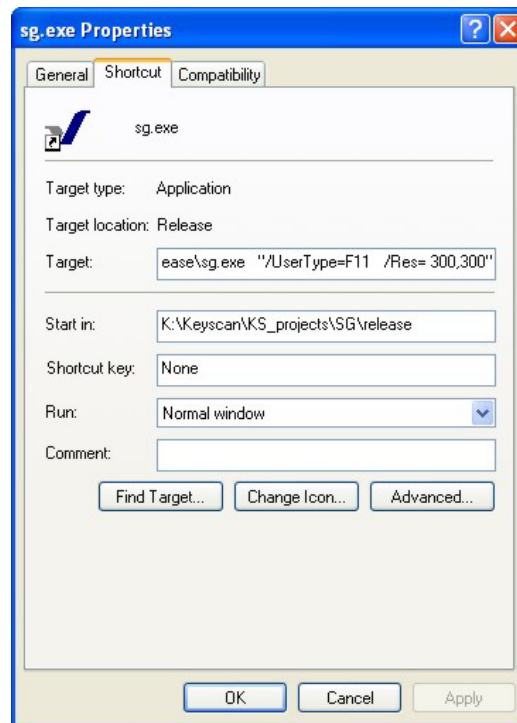 sg.exe Properties
General Shortcut Compatibility
sg.exe
Target type: Application
Target location: Release
Target: ease\sg.exe "/UserType=F11 /Res= 300,300"
Start in: K:\Keyscan\KS_projects\SG\release
Shortcut key: None
Run: Normal window
Comment:
Find Target... Change Icon... Advanced...
OK Cancel Apply